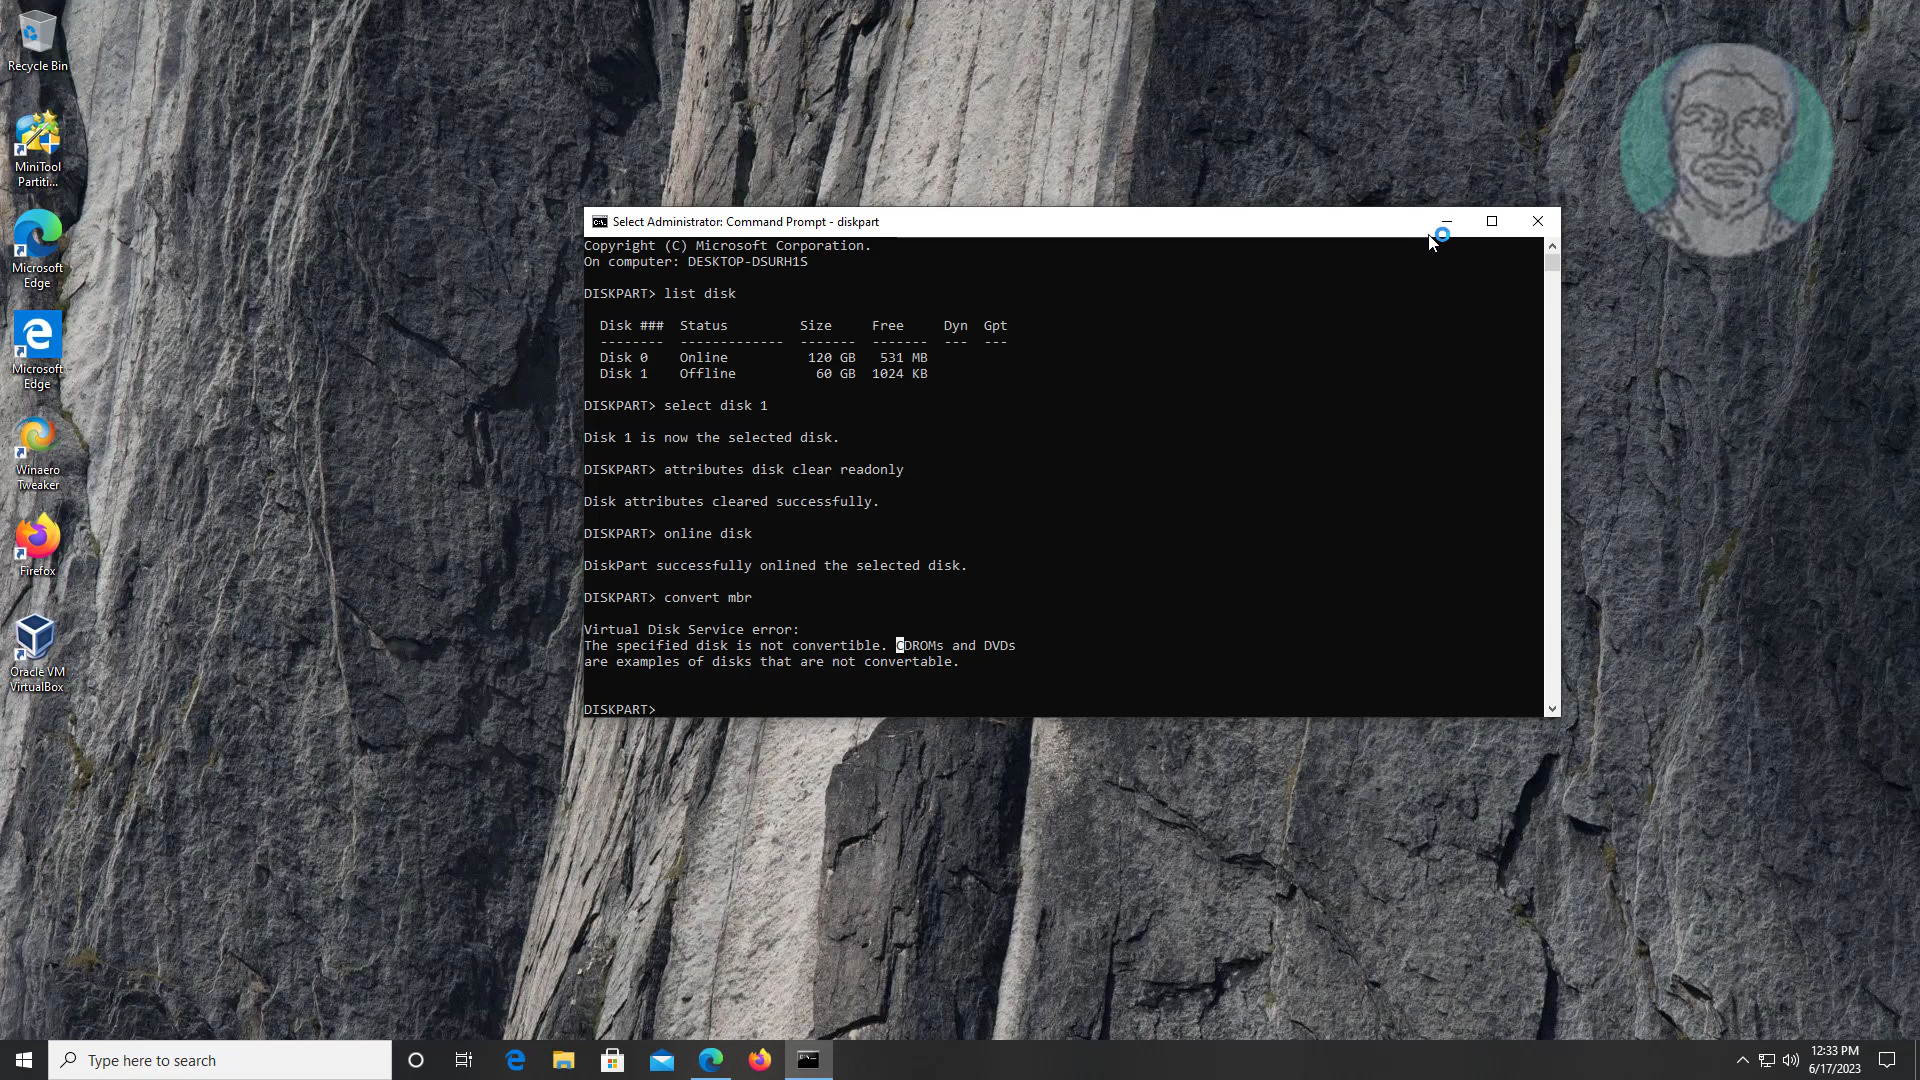 Recycle Bin
MiniTool
Partiti...
Microsoft
Edge
Microsoft
Edge
Winaero
Tweaker
Firefox
Oracle VM
VirtualBox
Select Administrator: Command Prompt - diskpart
Copyright (C) Microsoft Corporation.
On computer: DESKTOP-DSURH1S
DISKPART> list disk
Disk ### Status Size Free Dyn Gpt
-------- ------------- ------- ------- --- ---
Disk 0 Online 120 GB 531 MB
Disk 1 Offline 60 GB 1024 KB
DISKPART> select disk 1
Disk 1 is now the selected disk.
DISKPART> attributes disk clear readonly
Disk attributes cleared successfully.
DISKPART> online disk
DiskPart successfully onlined the selected disk.
DISKPART> convert mbr
Virtual Disk Service error:
The specified disk is not convertible. CDROMs and DVDs
are examples of disks that are not convertable.
DISKPART>
Type here to search
12:33 PM
6/17/2023